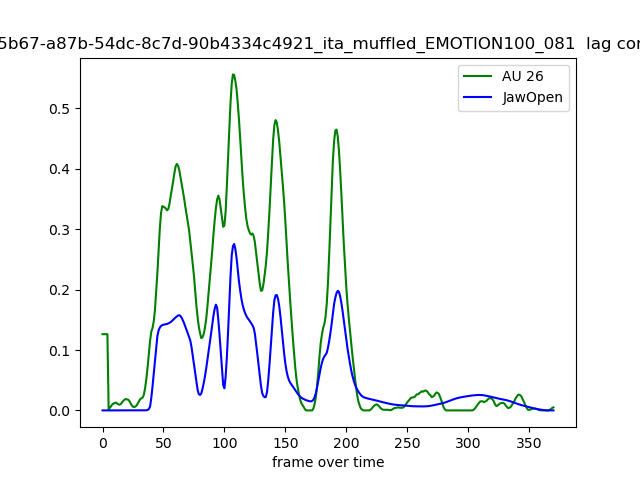 5b67-a87b-54dc-8c7d-90b4334c4921_ita_muffled_EMOTION100_081 lag cor
AU 26
JawOpen
0.5
0.4
0.3
0.2
0.1
0.0
0 50 100 150 200 250 300 350
frame over time